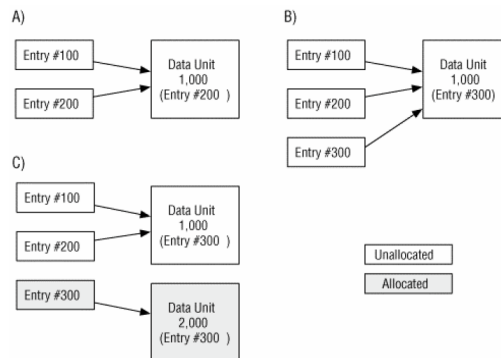 A)
Entry #100
Entry #200
Data Unit
1,000
(Entry #200 )
B)
Entry #100
Entry #200
Entry #300
Data Unit
1,000
(Entry #300)
C)
Entry #100
Entry #200
Entry #300
Data Unit
1,000
(Entry #300 )
Data Unit
2,000
(Entry #300 )
Unallocated
Allocated